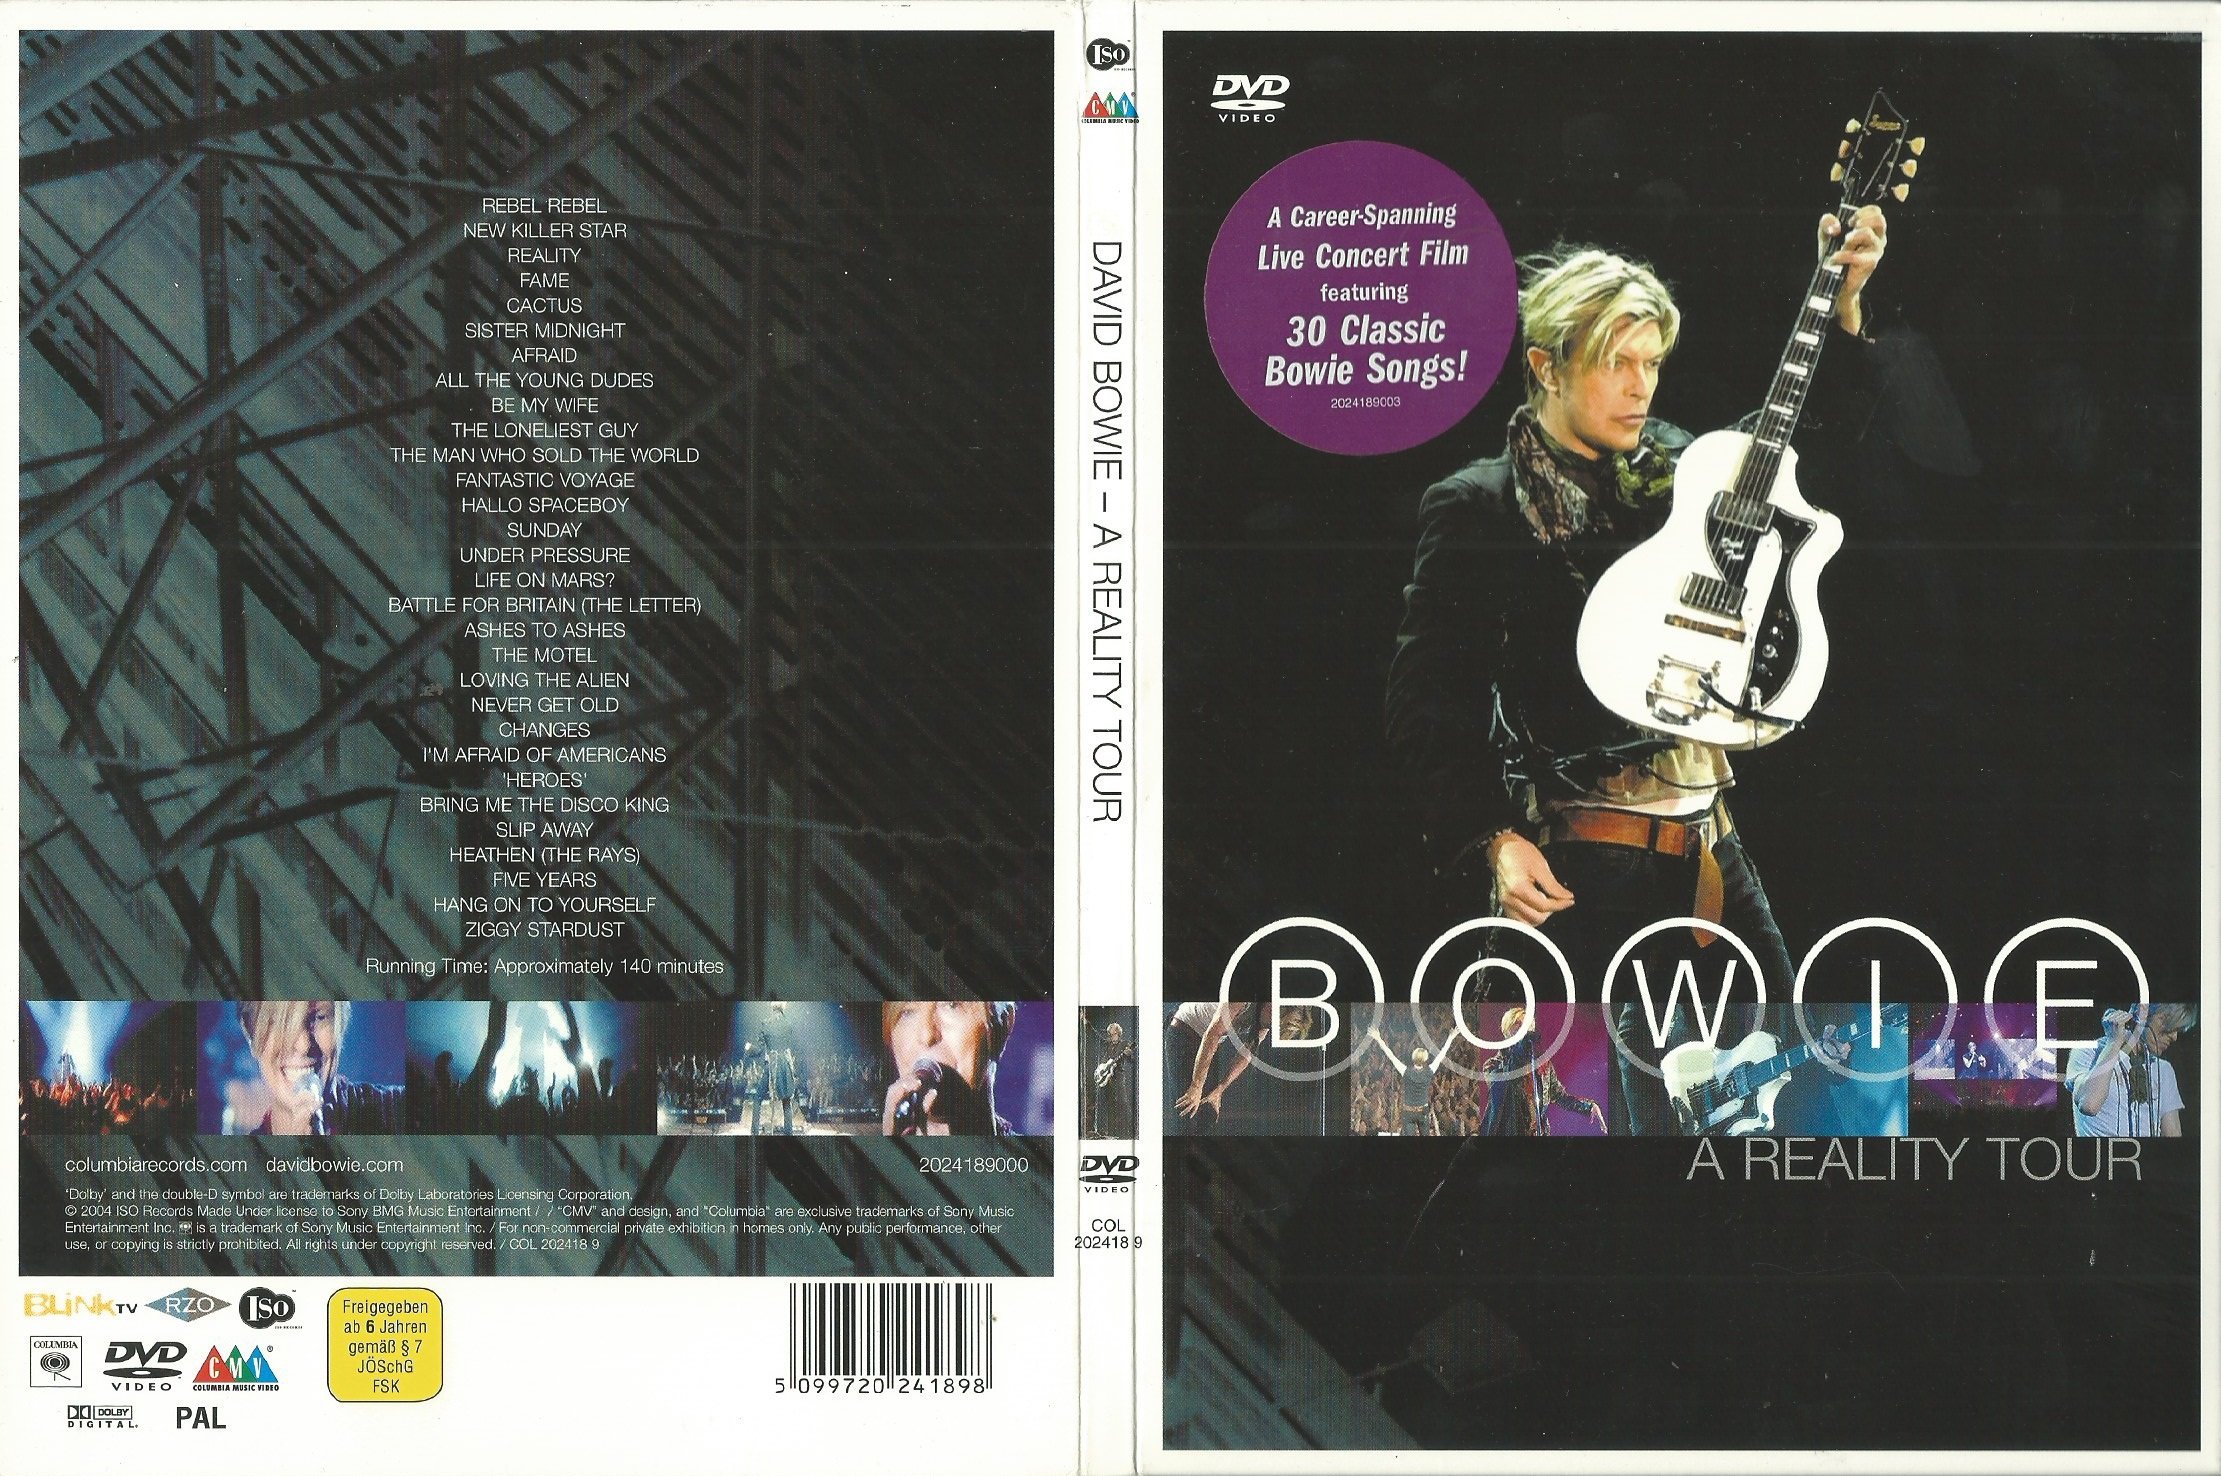 REBEL REBEL
NEW KILLER STAR
REALITY
FAME
CACTUS
SISTER MIDNIGHT
AFRAID
ALL THE YOUNG DUDES
BE MY WIFE
THE LONELIEST GUY
THE MAN WHO SOLD THE WORLD
FANTASTIC VOYAGE
HALLO SPACEBOY
SUNDAY
UNDER PRESSURE
LIFE ON MARS?
BATTLE FOR BRITAIN (THE LETTER)
ASHES TO ASHES
THE MOTEL
LOVING THE ALIEN
NEVER GET OLD
CHANGES
I'M AFRAID OF AMERICANS
'HEROES'
BRING ME THE DISCO KING
SLIP AWAY
HEATHEN (THE RAYS)
FIVE YEARS
HANG ON TO YOURSELF
ZIGGY STARDUST
Running Time: Approximately 140 minutes
columbiarecords.com davidbowie.com
2024189000
'Dolby' and the double-D symbol are trademarks of Dolby Laboratories Licensing Corporation.
© 2004 ISO Records Made Under license to Sony BMG Music Entertainment / / "CMV" and design, and "Columbia" are exclusive trademarks of Sony Music
Entertainment Inc. is a trademark of Sony Music Entertainment Inc. / For non-commercial private exhibition in homes only. Any public performance, other
use, or copying is strictly prohibited. All rights under copyright reserved. / COL 202418 9
BLiNK TV
RZO
ISO
COLUMBIA
DVD
VIDEO
CMV®
COLUMBIA MUSIC VIDEO
DOLBY
DIGITAL
PAL
Freigegeben
ab 6 Jahren
gemäß § 7
JÖSchG
FSK
5 099720 241898
ISO
CMV®
COLUMBIA MUSIC VIDEO
DAVID BOWIE – A REALITY TOUR
DVD
VIDEO
COL
202418 9
DVD
VIDEO
A Career-Spanning
Live Concert Film
featuring
30 Classic
Bowie Songs!
2024189003
BOWIE
A REALITY TOUR